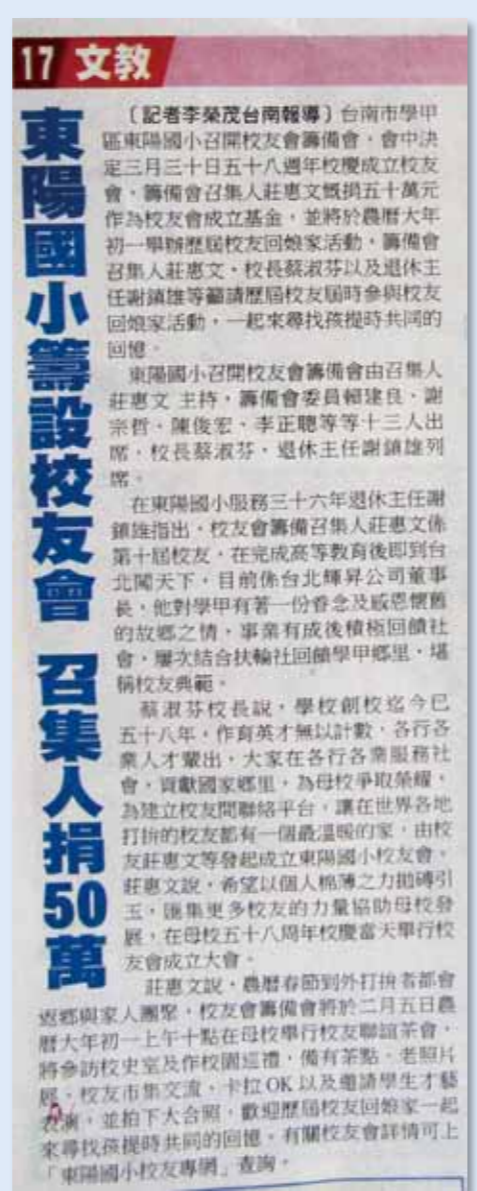 17 文教
東陽國小籌設校友會 召集人捐50萬
〔記者李榮茂台南報導〕台南市學甲
區東陽國小召開校友會籌備會，會中決
定三月三十日五十八週年校慶成立校友
會，籌備會召集人莊惠文慨捐五十萬元
作為校友會成立基金，並將於農曆大年
初一舉辦歷屆校友回娘家活動，籌備會
召集人莊惠文、校長蔡淑芬以及退休主
任謝鎮雄等籲請歷屆校友屆時參與校友
回娘家活動，一起來尋找孩提時共同的
回憶。
東陽國小召開校友會籌備會由召集人
莊惠文 主持，籌備會委員賴建良、謝
宗哲、陳俊宏、李正聰等等十三人出
席，校長蔡淑芬、退休主任謝鎮雄列
席。
在東陽國小服務三十六年退休主任謝
鎮雄指出，校友會籌備召集人莊惠文係
第十屆校友，在完成高等教育後即到台
北闖天下，目前係台北輝昇公司董事
長，他對學甲有著一份眷念及感恩懷舊
的故鄉之情，事業有成後積極回饋社
會，屢次結合扶輪社回饋學甲鄉里，堪
稱校友典範。
蔡淑芬校長說，學校創校迄今已
五十八年，作育英才無以計數，各行各
業人才輩出，大家在各行各業服務社
會，貢獻國家鄉里，為母校爭取榮耀，
為建立校友間聯絡平台，讓在世界各地
打拚的校友都有一個最溫暖的家，由校
友莊惠文等發起成立東陽國小校友會，
莊惠文說，希望以個人棉薄之力拋磚引
玉，匯集更多校友的力量協助母校發
展，在母校五十八周年校慶當天舉行校
友會成立大會。
莊惠文說，農曆春節到外打拚者都會
返鄉與家人團聚，校友會籌備會將於二月五日農
曆大年初一上午十點在母校舉行校友聯誼茶會，
將參訪校史室及作校園巡禮，備有茶點、老照片
展、校友市集交流，卡拉OK以及邀請學生才藝
表演，並拍下大合照，歡迎歷屆校友回娘家一起
來尋找孩提時共同的回憶。有關校友會詳情可上
「東陽國小校友專網」查詢。